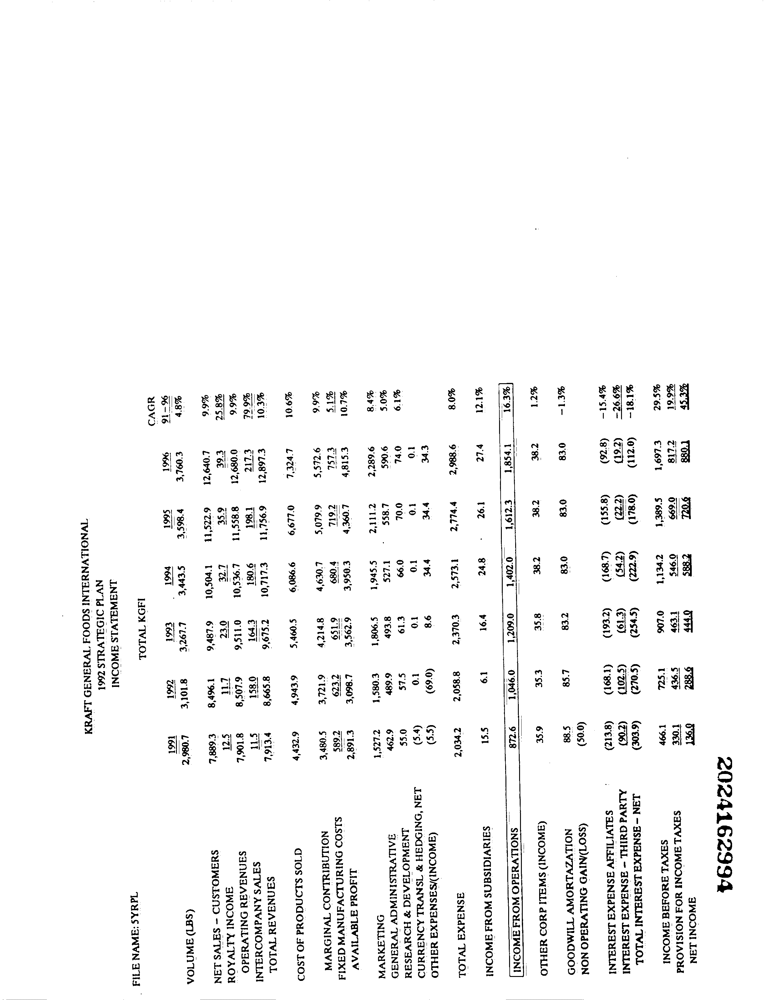 KRAFT GENERAL FOODS INTERNATIONAL
1992 STRATEGIC PLAN
INCOME STATEMENT
FILE NAME: 5YRPL
TOTAL KGFI
CAGR
1991 1992 1993 1994 1995 1996 91-96
VOLUME (LBS) 2,980.7 3,101.8 3,267.7 3,443.5 3,598.4 3,760.3 4.8%
NET SALES - CUSTOMERS 7,889.3 8,496.1 9,487.9 10,504.1 11,522.9 12,640.7 9.9%
ROYALTY INCOME 12.5 11.7 23.0 32.7 35.9 39.3 25.8%
OPERATING REVENUES 7,901.8 8,507.9 9,511.0 10,536.7 11,558.8 12,680.0 9.9%
INTERCOMPANY SALES 11.5 158.0 164.3 180.6 198.1 217.3 79.9%
TOTAL REVENUES 7,913.4 8,665.8 9,675.2 10,717.3 11,756.9 12,897.3 10.3%
COST OF PRODUCTS SOLD 4,432.9 4,943.9 5,460.5 6,086.6 6,677.0 7,324.7 10.6%
MARGINAL CONTRIBUTION 3,480.5 3,721.9 4,214.8 4,630.7 5,079.9 5,572.6 9.9%
FIXED MANUFACTURING COSTS 589.2 623.2 651.9 680.4 719.2 757.3 5.1%
AVAILABLE PROFIT 2,891.3 3,098.7 3,562.9 3,950.3 4,360.7 4,815.3 10.7%
MARKETING 1,527.2 1,580.3 1,806.5 1,945.5 2,111.2 2,289.6 8.4%
GENERAL ADMINISTRATIVE 462.9 489.9 493.8 527.1 558.7 590.6 5.0%
RESEARCH & DEVELOPMENT 55.0 57.5 61.3 66.0 70.0 74.0 6.1%
CURRENCY TRANSL & HEDGING, NET (5.4) 0.1 0.1 0.1 0.1 0.1
OTHER EXPENSES/(INCOME) (5.5) (69.0) 8.6 34.4 34.4 34.3
TOTAL EXPENSE 2,034.2 2,058.8 2,370.3 2,573.1 2,774.4 2,988.6 8.0%
INCOME FROM SUBSIDIARIES 15.5 6.1 16.4 24.8 26.1 27.4 12.1%
INCOME FROM OPERATIONS 872.6 1,046.0 1,209.0 1,402.0 1,612.3 1,854.1 16.3%
OTHER CORP ITEMS (INCOME) 35.9 35.3 35.8 38.2 38.2 38.2 1.2%
GOODWILL AMORTAZATION 88.5 85.7 83.2 83.0 83.0 83.0 -1.3%
NON OPERATING GAIN/(LOSS) (50.0)
INTEREST EXPENSE AFFILIATES (213.8) (168.1) (193.2) (168.7) (155.8) (92.8) -15.4%
INTEREST EXPENSE - THIRD PARTY (90.2) (102.5) (61.3) (54.2) (22.2) (19.2) -26.6%
TOTAL INTEREST EXPENSE - NET (303.9) (270.5) (254.5) (222.9) (178.0) (112.0) -18.1%
INCOME BEFORE TAXES 466.1 725.1 907.0 1,134.2 1,389.5 1,697.3 29.5%
PROVISION FOR INCOME TAXES 330.1 436.5 463.1 546.0 669.0 817.2 19.9%
NET INCOME 136.0 288.6 444.0 588.2 720.6 880.1 45.3%
2024162994